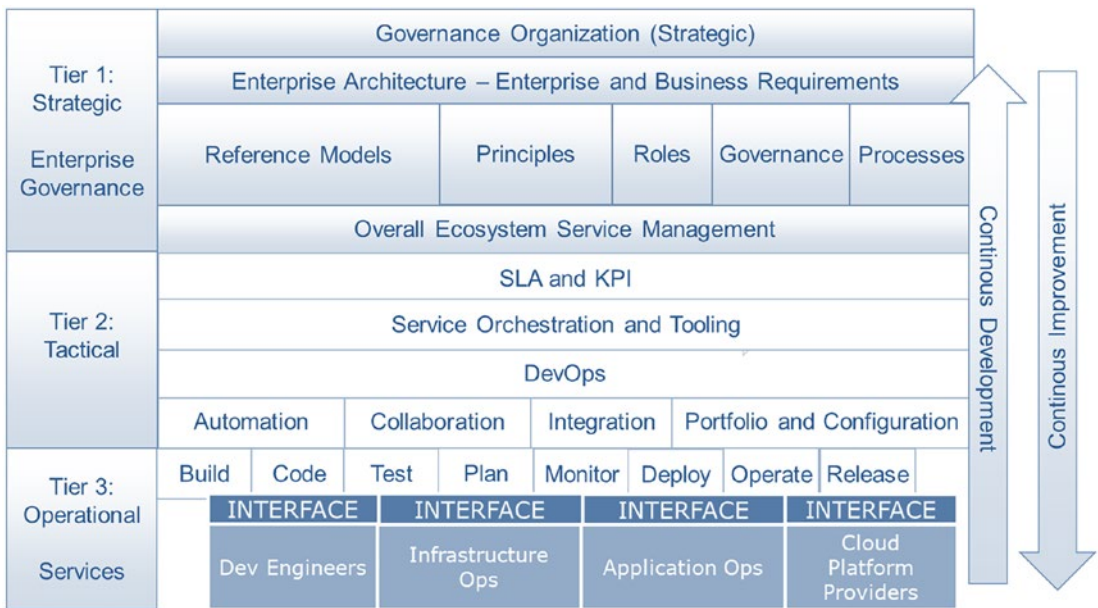 Tier 1:
Strategic
Enterprise
Governance
Governance Organization (Strategic)
Enterprise Architecture – Enterprise and Business Requirements
Reference Models
Principles
Roles
Governance
Processes
Overall Ecosystem Service Management
Tier 2:
Tactical
SLA and KPI
Service Orchestration and Tooling
DevOps
Automation
Collaboration
Integration
Portfolio and Configuration
Tier 3:
Operational
Services
Build
Code
Test
Plan
Monitor
Deploy
Operate
Release
INTERFACE
INTERFACE
INTERFACE
INTERFACE
Dev Engineers
Infrastructure
Ops
Application Ops
Cloud
Platform
Providers
Continous Development
Continous Improvement